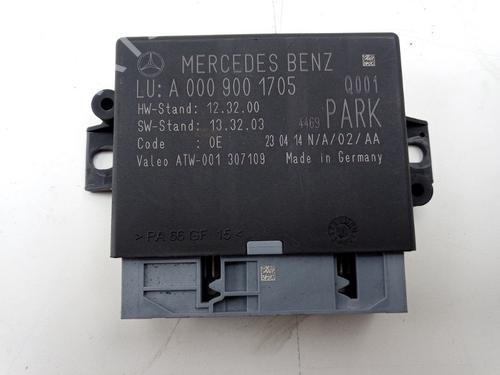 MERCEDES BENZ
LU: A 000 900 1705 Q001
HW-Stand: 12.32.00 4469 PARK
SW-Stand: 13.32.03
Code : 0E 23 04 14 N/A/02/AA
Valeo ATW-001 307109 Made in Germany
>PA 66 GF 15<